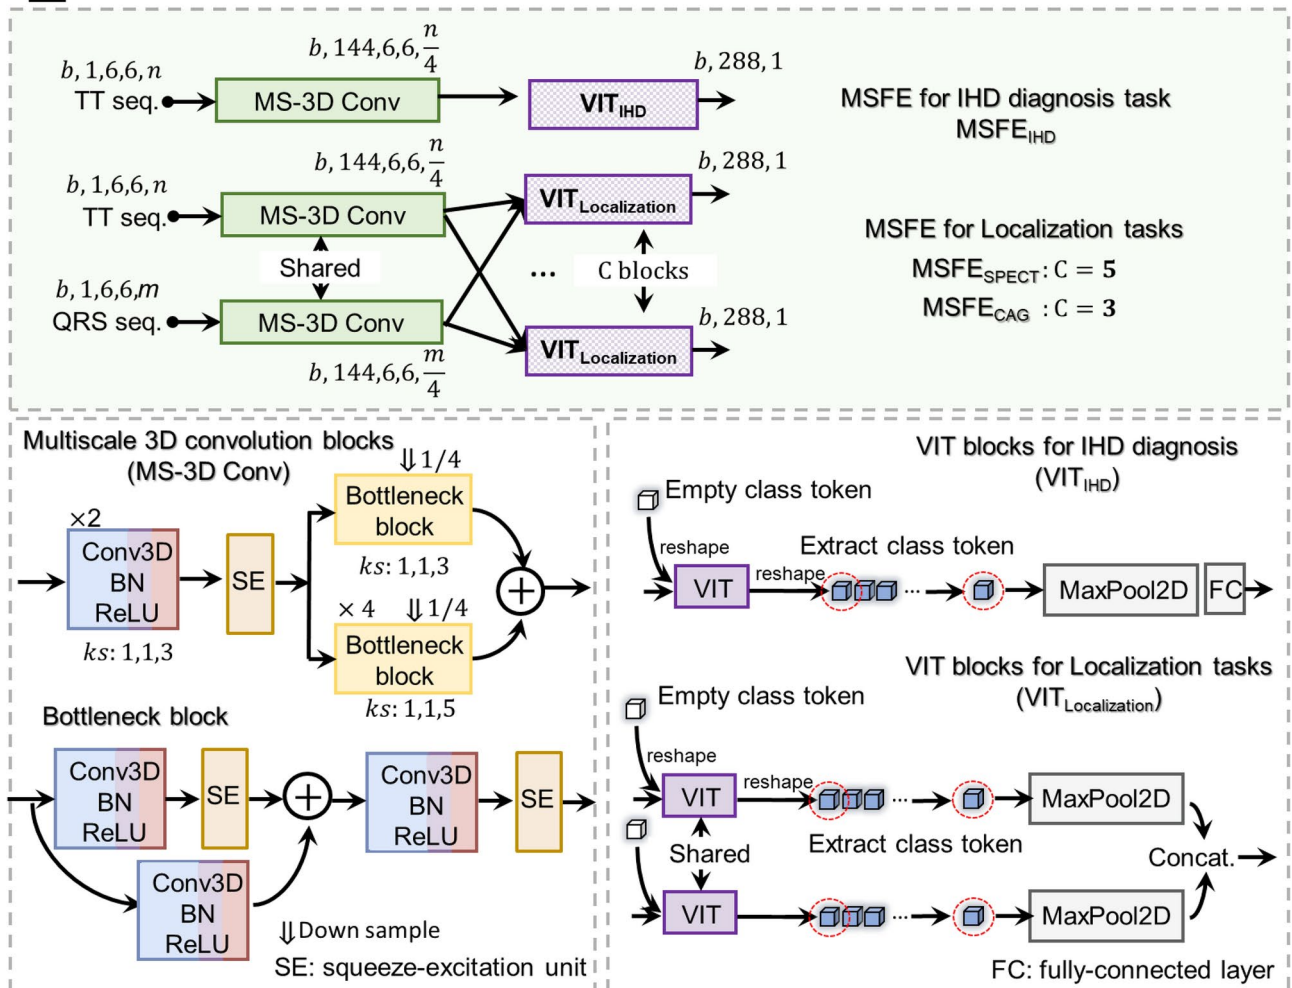 b, 144,6,6, n/4
b, 1,6,6, n
TT seq.
MS-3D Conv
VIT_IHD
b, 288, 1
MSFE for IHD diagnosis task
MSFE_IHD
b, 144,6,6, n/4
b, 1,6,6, n
TT seq.
MS-3D Conv
VIT_Localization
b, 288, 1
Shared
... C blocks
MSFE for Localization tasks
MSFE_SPECT : C = 5
MSFE_CAG : C = 3
b, 1,6,6,m
QRS seq.
MS-3D Conv
VIT_Localization
b, 288, 1
b, 144,6,6, m/4
Multiscale 3D convolution blocks
(MS-3D Conv)
×2
Conv3D
BN
ReLU
ks: 1,1,3
SE
⇓1/4
Bottleneck
block
ks: 1,1,3
× 4
⇓1/4
Bottleneck
block
ks: 1,1,5
+
Bottleneck block
Conv3D
BN
ReLU
SE
+
Conv3D
BN
ReLU
SE
Conv3D
BN
ReLU
⇓Down sample
SE: squeeze-excitation unit
VIT blocks for IHD diagnosis
(VIT_IHD)
Empty class token
reshape
VIT
reshape
Extract class token
...
MaxPool2D
FC
VIT blocks for Localization tasks
(VIT_Localization)
Empty class token
reshape
VIT
reshape
...
MaxPool2D
Shared
Extract class token
Concat.
VIT
...
MaxPool2D
FC: fully-connected layer